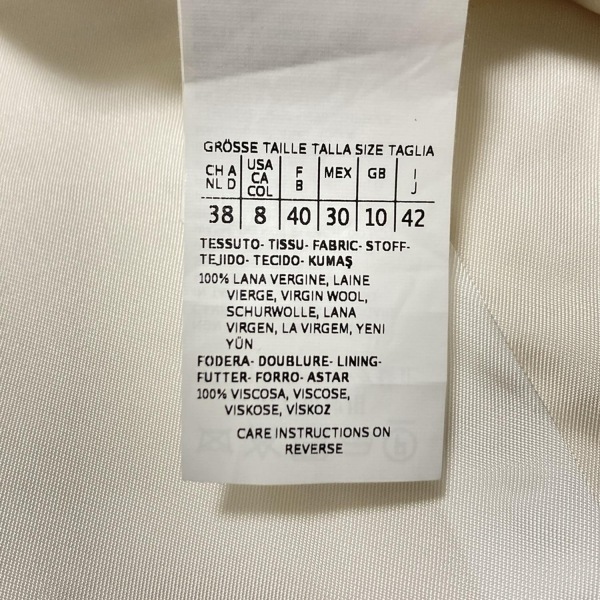 GRÖSSE TAILLE TALLA SIZE TAGLIA
CH A NL D | USA CA COL | F B | MEX | GB | I J
38 | 8 | 40 | 30 | 10 | 42
TESSUTO- TISSU- FABRIC- STOFF-
TEJIDO- TECIDO- KUMAŞ
100% LANA VERGINE, LAINE
VIERGE, VIRGIN WOOL,
SCHURWOLLE, LANA
VIRGEN, LA VIRGEM, YENI
YÜN
FODERA- DOUBLURE- LINING-
FUTTER- FORRO- ASTAR
100% VISCOSA, VISCOSE,
VISKOSE, VİSKOZ
CARE INSTRUCTIONS ON
REVERSE